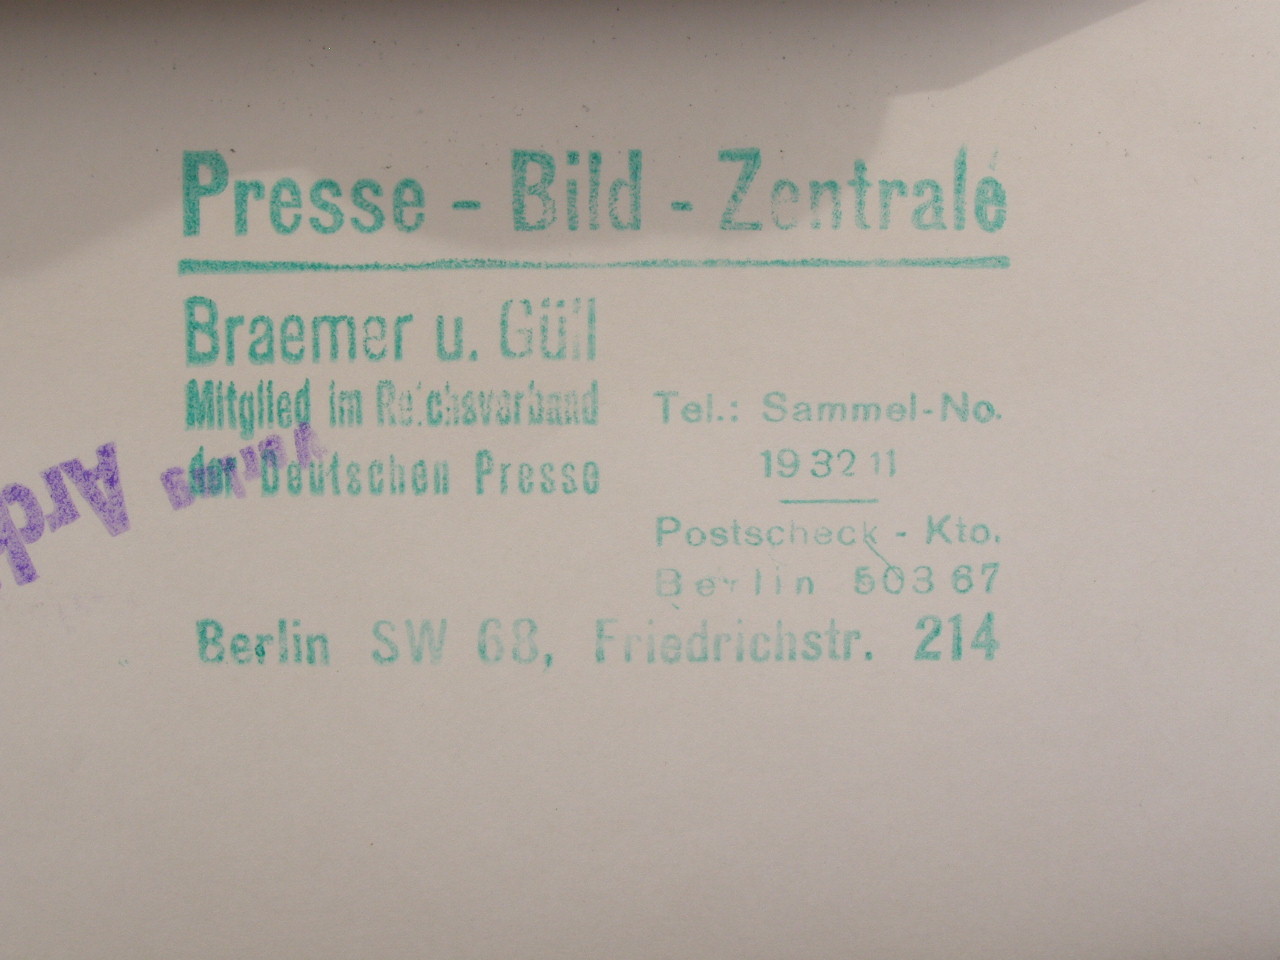 Presse - Bild - Zentrale
Braemer u. Güll
Mitglied im Reichsverband
der Deutschen Presse
Tel.: Sammel-No.
19 32 11
Postscheck - Kto.
Berlin 503 67
Berlin SW 68, Friedrichstr. 214